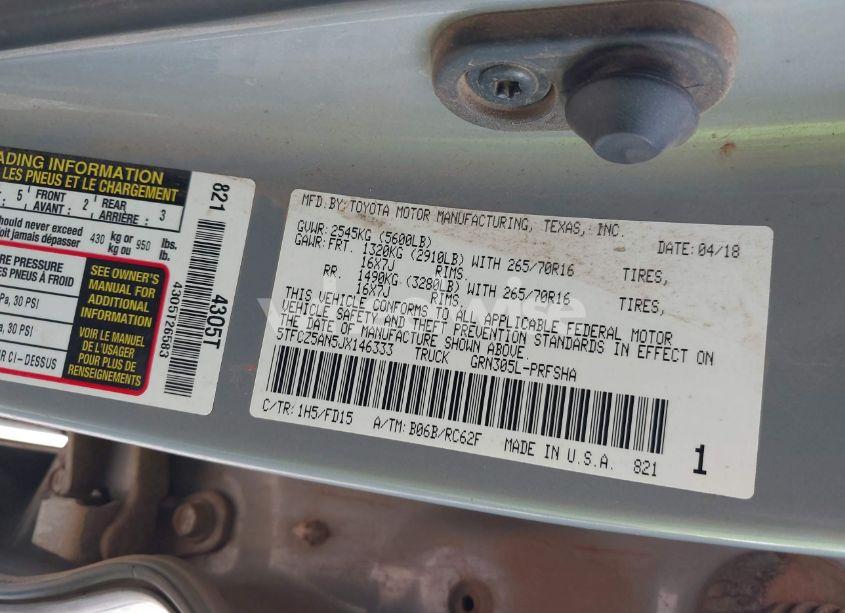 ADING INFORMATION
LES PNEUS ET LE CHARGEMENT
: 5 FRONT 2 REAR 3
: AVANT : ARRIÈRE :
should never exceed 430 kg or 950 lbs.
doit jamais dépasser kg ou lb.
E PRESSURE
ES PNEUS À FROID
Pa, 30 PSI
a, 30 PSI
R CI-DESSUS
SEE OWNER'S
MANUAL FOR
ADDITIONAL
INFORMATION
VOIR LE MANUEL
DE L'USAGER
POUR PLUS DE
RENSEIGNEMENTS
821
4305T
4305T28583
MFD.BY:TOYOTA MOTOR MANUFACTURING, TEXAS, INC.
GVWR:2545KG (5600LB) DATE:04/18
GAWR:FRT. 1320KG (2910LB) WITH 265/70R16 TIRES,
16X7J RIMS,
RR. 1490KG (3280LB) WITH 265/70R16 TIRES,
16X7J RIMS,
THIS VEHICLE CONFORMS TO ALL APPLICABLE FEDERAL MOTOR
VEHICLE SAFETY AND THEFT PREVENTION STANDARDS IN EFFECT ON
THE DATE OF MANUFACTURE SHOWN ABOVE.
5TFCZ5AN5JX146333 TRUCK GRN305L-PRFSHA
C/TR:1H5/FD15 A/TM:B06B/RC62F MADE IN U.S.A. 821 1